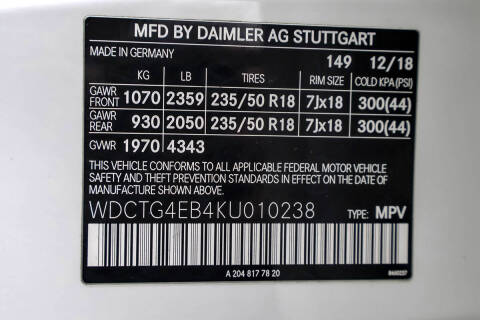 MFD BY DAIMLER AG STUTTGART
MADE IN GERMANY 149 12/18
KG LB TIRES RIM SIZE COLD KPA(PSI)
GAWR FRONT 1070 2359 235/50 R18 7Jx18 300(44)
GAWR REAR 930 2050 235/50 R18 7Jx18 300(44)
GVWR 1970 4343
THIS VEHICLE CONFORMS TO ALL APPLICABLE FEDERAL MOTOR VEHICLE
SAFETY AND THEFT PREVENTION STANDARDS IN EFFECT ON THE DATE
OF MANUFACTURE SHOWN ABOVE.
WDCTG4EB4KU010238 TYPE: MPV
A 204 817 78 20